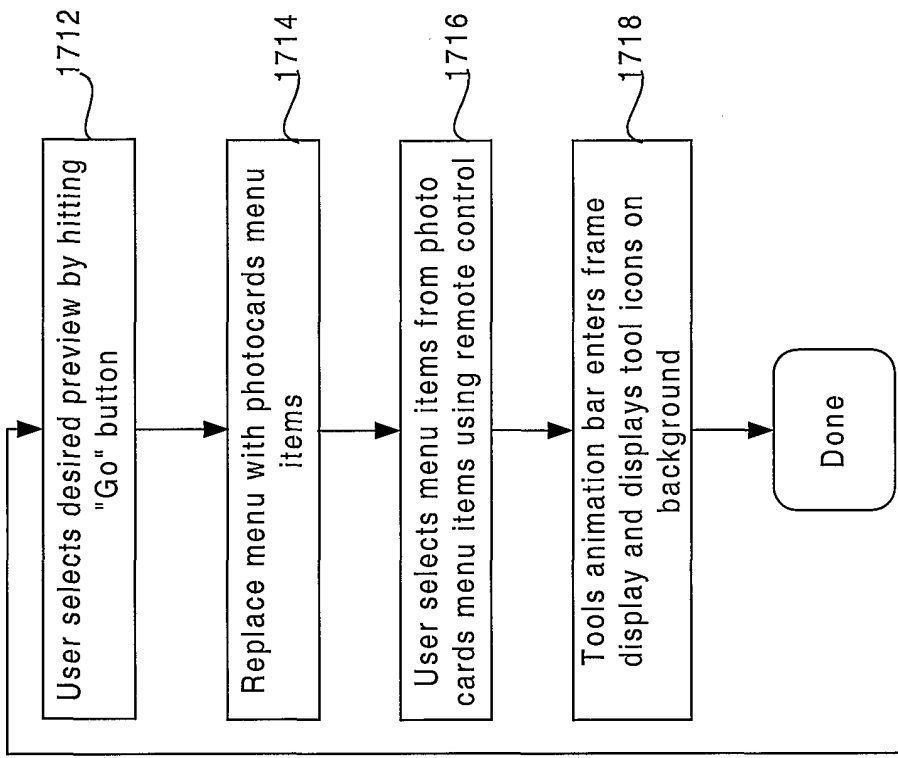 User selects desired preview by hitting
"Go" button
1712
Replace menu with photocards menu
items
1714
User selects menu items from photo
cards menu items using remote control
1716
Tools animation bar enters frame
display and displays tool icons on
background
1718
Done